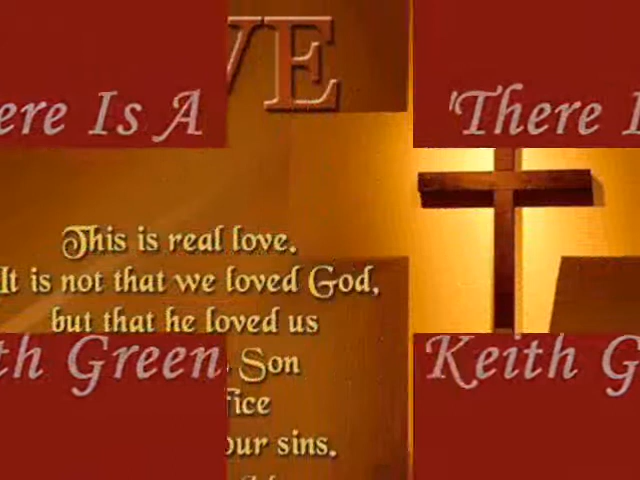 VE
ere Is A
'There I
This is real love.
It is not that we loved God,
but that he loved us
th Green
Keith G
Son
fice
our sins.